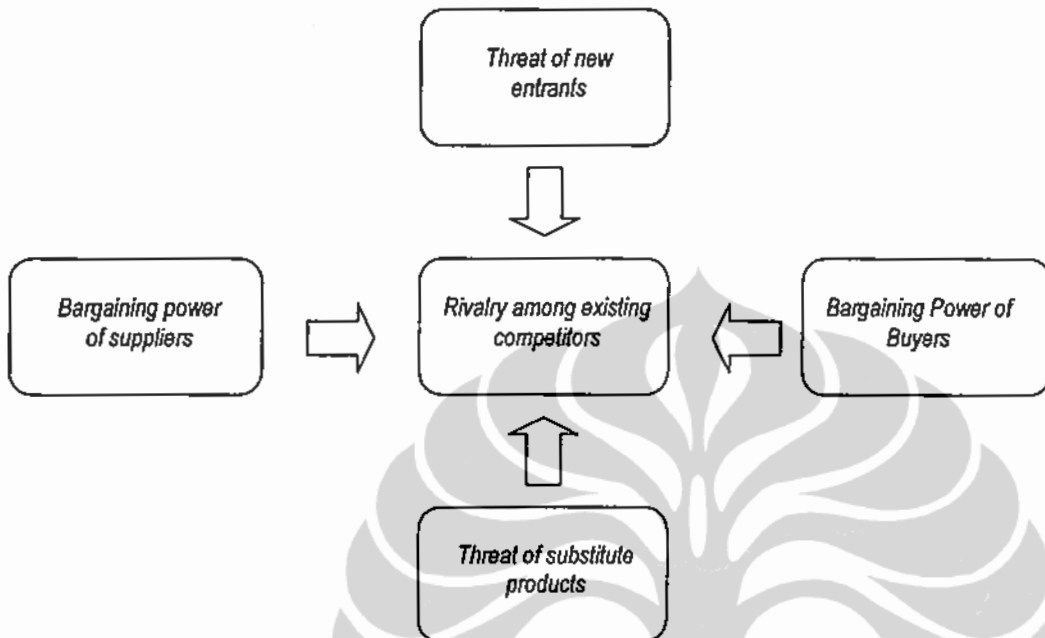 Threat of new
entrants
Bargaining power
of suppliers
Rivalry among existing
competitors
Bargaining Power of
Buyers
Threat of substitute
products